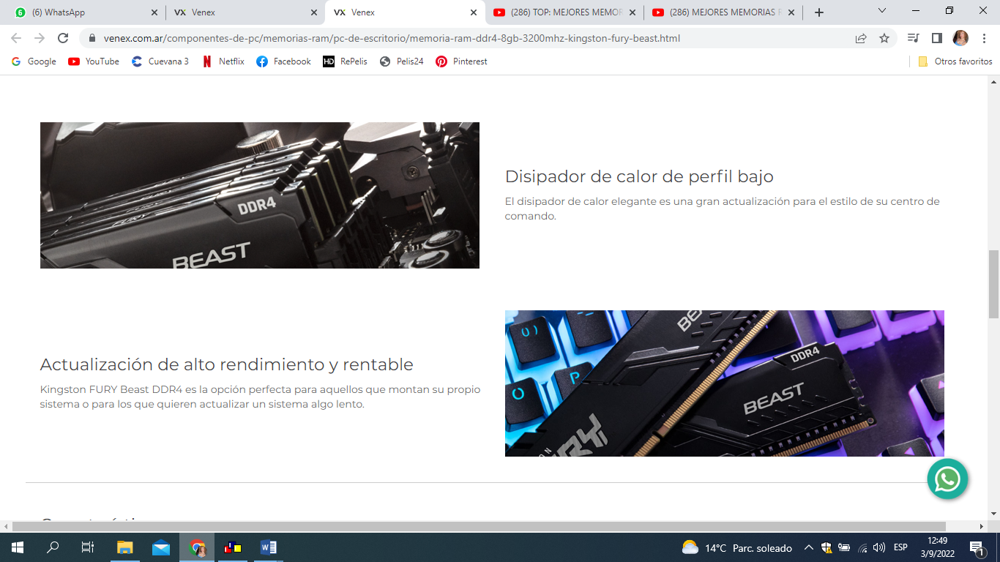 (6) WhatsApp
Venex
Venex
(286) TOP: MEJORES MEMOR
(286) MEJORES MEMORIAS
venex.com.ar/componentes-de-pc/memorias-ram/pc-de-escritorio/memoria-ram-ddr4-8gb-3200mhz-kingston-fury-beast.html
Google
YouTube
Cuevana 3
Netflix
Facebook
HD
RePelis
Pelis24
Pinterest
Otros favoritos
DDR4
FURY
BEAST
Disipador de calor de perfil bajo
El disipador de calor elegante es una gran actualización para el estilo de su centro de
comando.
Actualización de alto rendimiento y rentable
Kingston FURY Beast DDR4 es la opción perfecta para aquellos que montan su propio
sistema o para los que quieren actualizar un sistema algo lento.
DDR4
BEAST
P
O
14°C Parc. soleado
ESP
12:49
3/9/2022
1